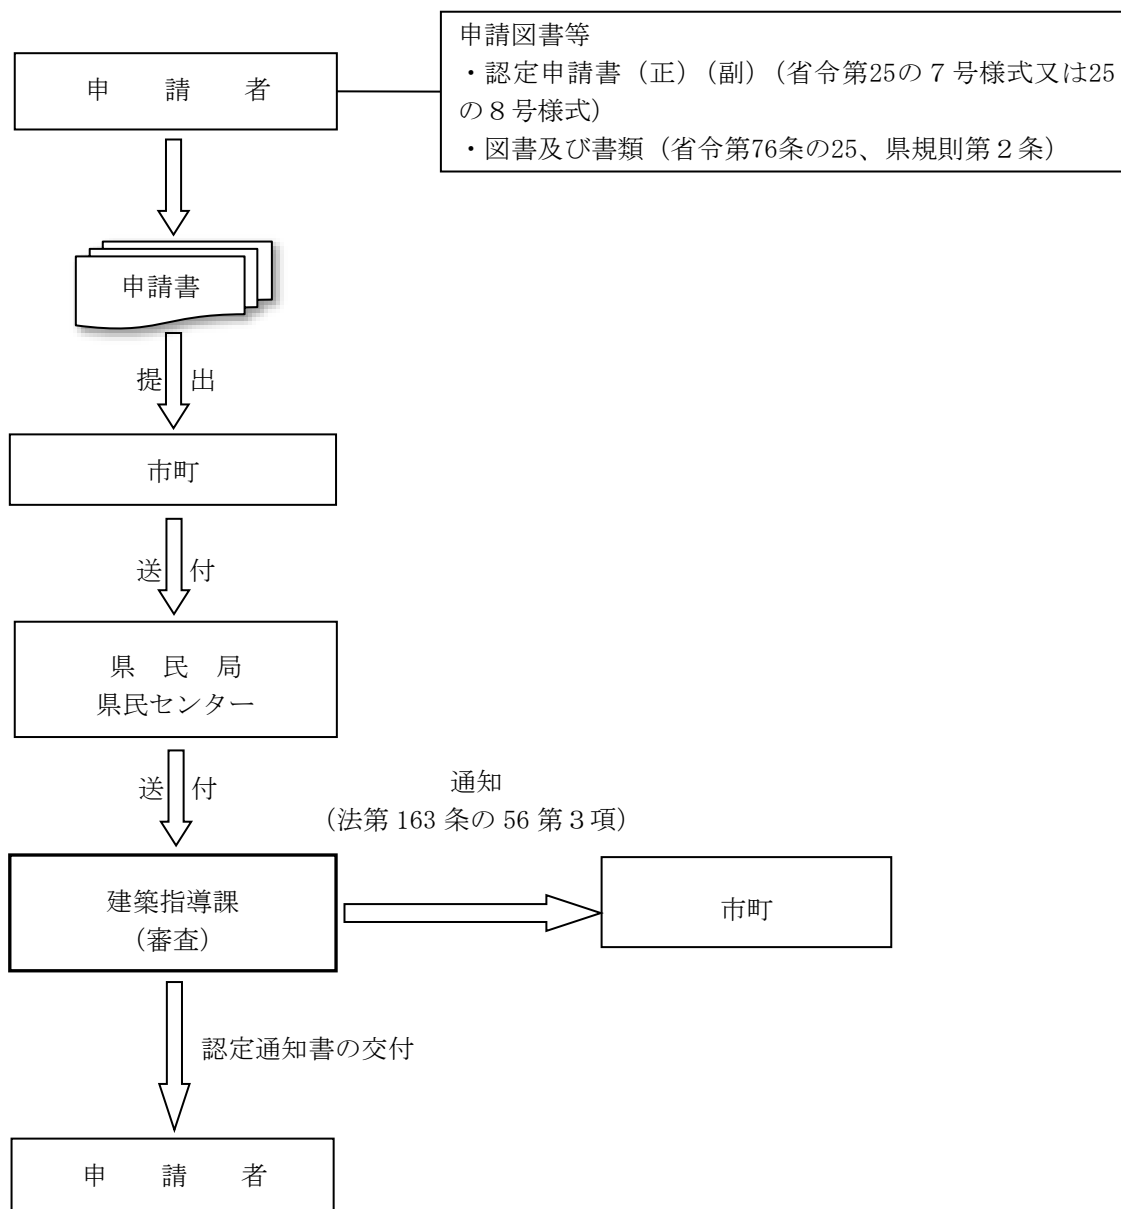 申請図書等
・認定申請書（正）（副）（省令第25の７号様式又は25
の８号様式）
・図書及び書類（省令第76条の25、県規則第２条）
申　請　者
申請書
提出
市町
送付
県　民　局
県民センター
送付
通知
（法第 163 条の 56 第３項）
建築指導課
（審査）
市町
認定通知書の交付
申　請　者